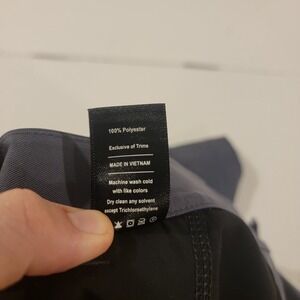 100% Polyester
Exclusive of Trims
MADE IN VIETNAM
Machine wash cold
with like colors
Dry clean any solvent
except Trichloroethylene